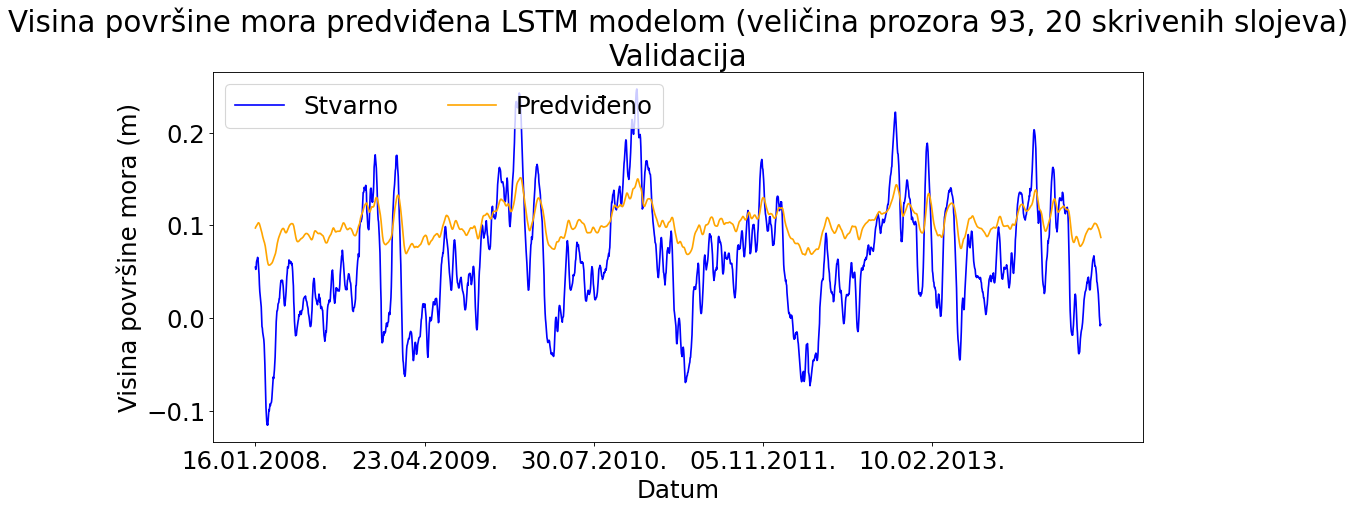 Visina površine mora predviđena LSTM modelom (veličina prozora 93, 20 skrivenih slojeva)
Validacija
Stvarno Predviđeno
Visina površine mora (m)
0.2
0.1
0.0
−0.1
16.01.2008. 23.04.2009. 30.07.2010. 05.11.2011. 10.02.2013.
Datum